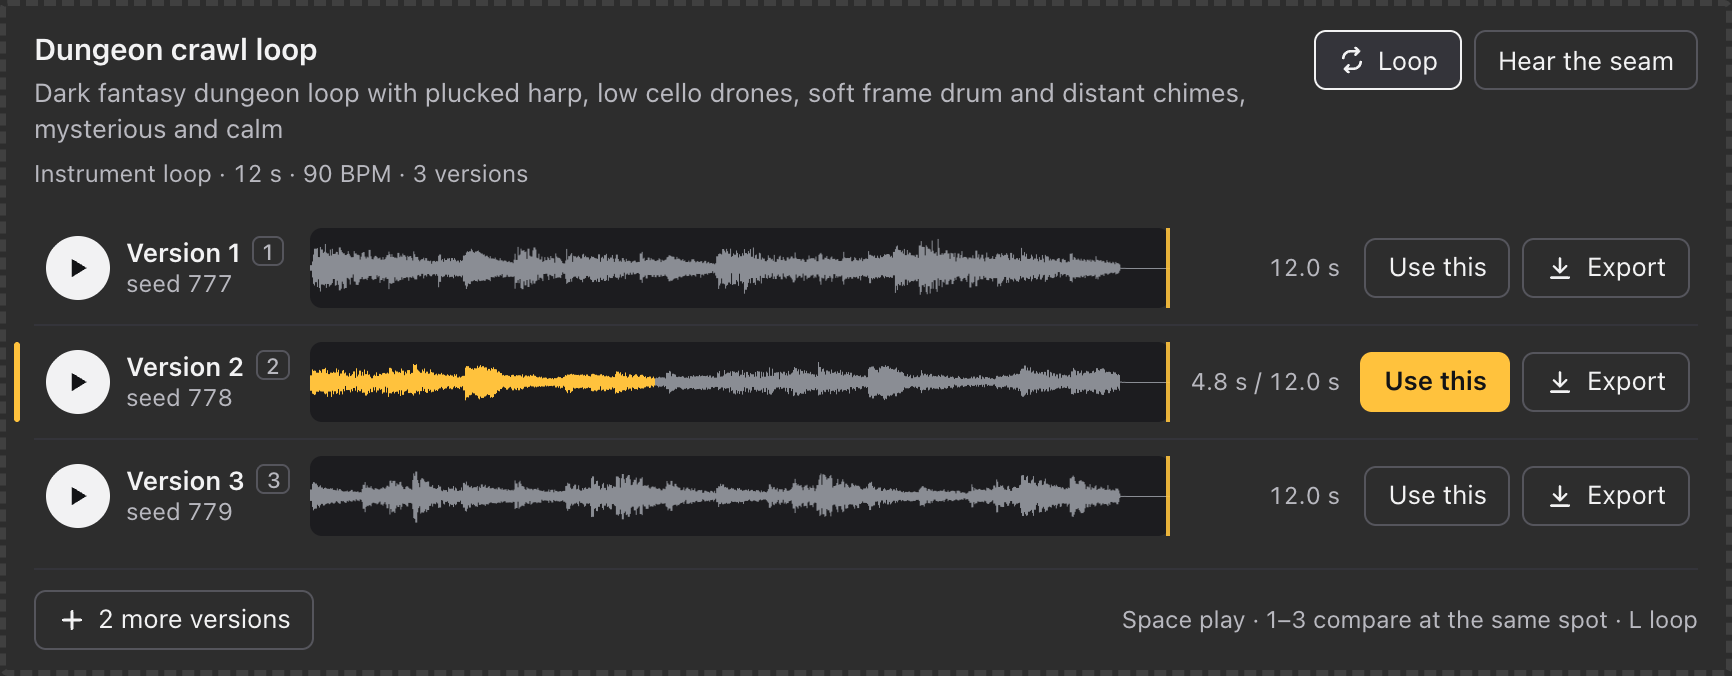 Dungeon crawl loop
Loop
Hear the seam
Dark fantasy dungeon loop with plucked harp, low cello drones, soft frame drum and distant chimes,
mysterious and calm
Instrument loop · 12 s · 90 BPM · 3 versions
Version 1 1
seed 777
12.0 s
Use this
Export
Version 2 2
seed 778
4.8 s / 12.0 s
Use this
Export
Version 3 3
seed 779
12.0 s
Use this
Export
2 more versions
Space play · 1–3 compare at the same spot · L loop